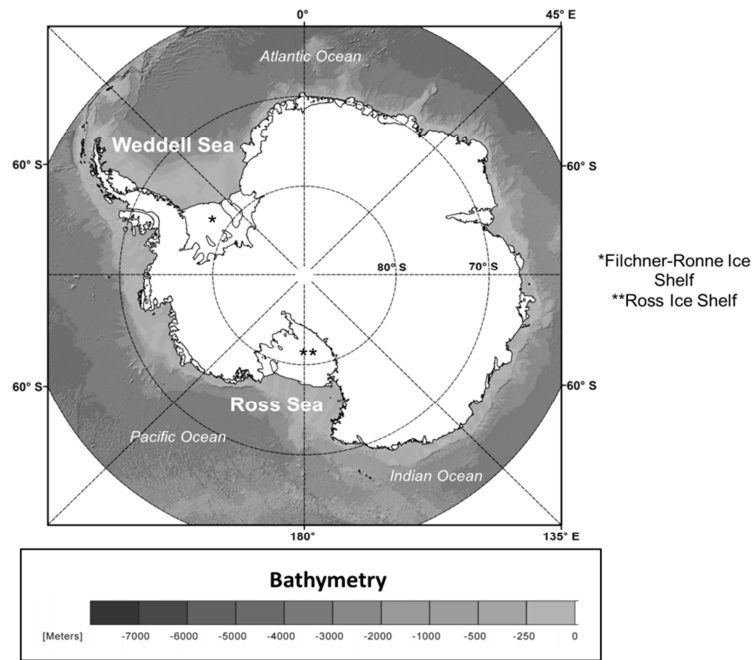 0°
45° E
Atlantic Ocean
Weddell Sea
60° S
60° S
*
80° S
70° S
*Filchner-Ronne Ice
Shelf
**Ross Ice Shelf
**
60° S
60° S
Ross Sea
Pacific Ocean
Indian Ocean
180°
135° E
Bathymetry
[Meters]
-7000
-6000
-5000
-4000
-3000
-2000
-1000
-500
-250
0